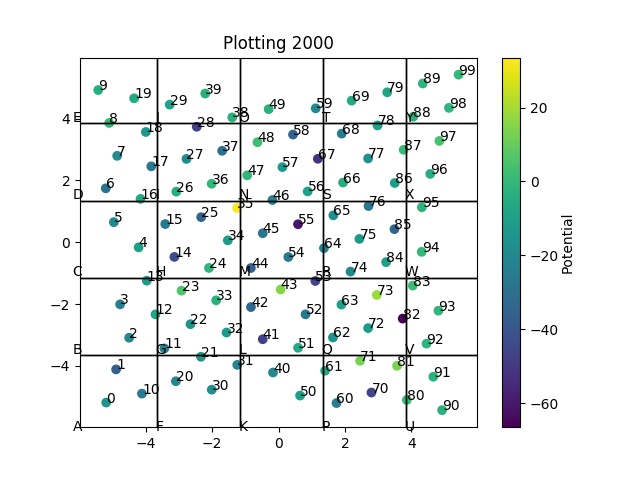 Plotting 2000
99
89
9 39 79
19 69
29 49 59 98 20
38 88
4 E 8 O T Y
28 78
18 58 68
48 97
7 27 37 67 77 87
17 57
47 96
2 6 36 66 86 0
26 56
D 16 N 46 S X
35 76 95
5 15 25 55 65
45 85
0 4 34 64 75 Potential
14 54 94 −20
24 44 84
C 13 H M 53 R 74 W
23 33 43 73 83
−2 3 42 63 −40
12 52 82 93
22 72
2 32 41 62 92
B G 11 21 L 51 Q V
−4 1 31 71 81
40 61 91
20 −60
10 30 50 70 80
0 60 90
A F K P U
−4 −2 0 2 4